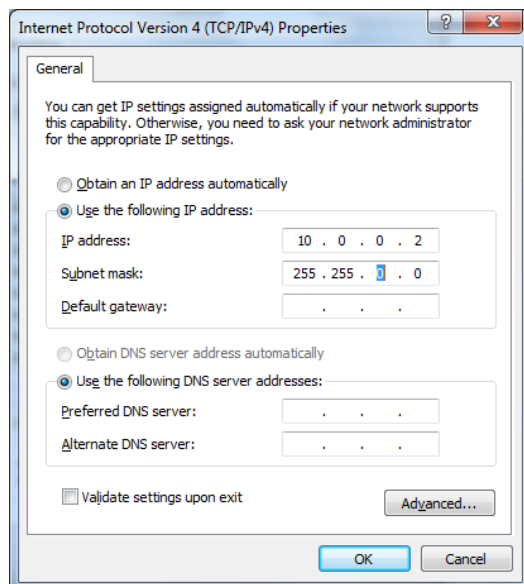 Internet Protocol Version 4 (TCP/IPv4) Properties
?
General
You can get IP settings assigned automatically if your network supports
this capability. Otherwise, you need to ask your network administrator
for the appropriate IP settings.
Obtain an IP address automatically
Use the following IP address:
IP address: 10 . 0 . 0 . 2
Subnet mask: 255 . 255 . 0 . 0
Default gateway: . . .
Obtain DNS server address automatically
Use the following DNS server addresses:
Preferred DNS server: . . .
Alternate DNS server: . . .
Validate settings upon exit
Advanced...
OK Cancel